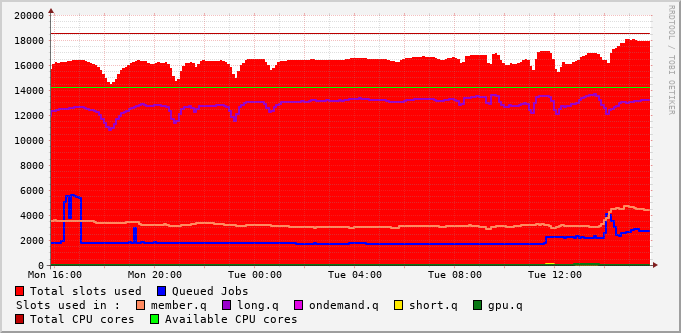 20000
18000
16000
14000
12000
10000
8000
6000
4000
2000
0
Mon 16:00 Mon 20:00 Tue 00:00 Tue 04:00 Tue 08:00 Tue 12:00
Total slots used Queued Jobs
Slots used in : member.q long.q ondemand.q short.q gpu.q
Total CPU cores Available CPU cores
RRDTOOL / TOBI OETIKER